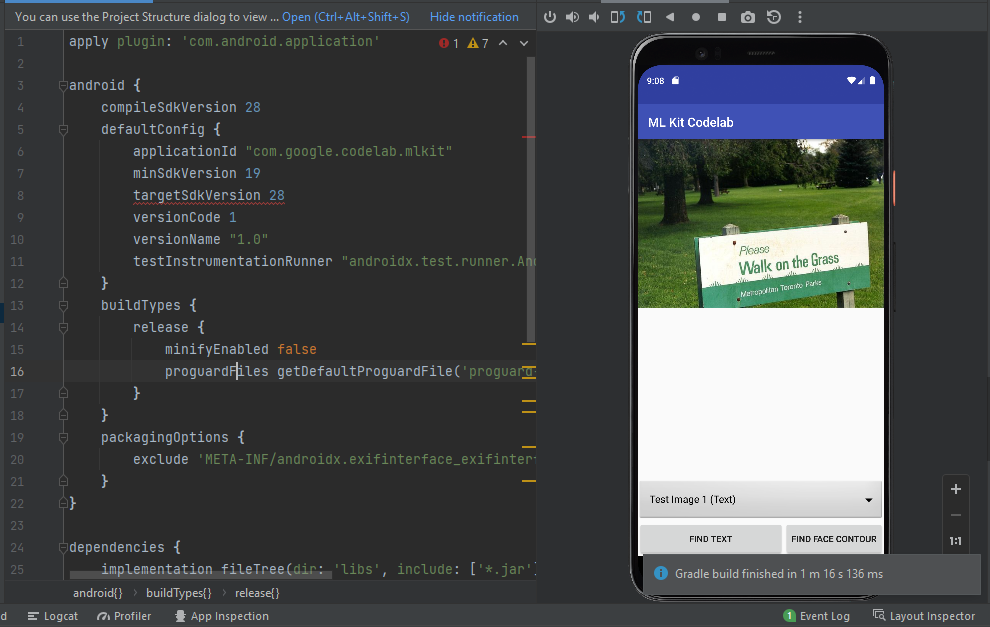 You can use the Project Structure dialog to view ... Open (Ctrl+Alt+Shift+S) Hide notification
1 apply plugin: 'com.android.application'
1 7
2
3 android {
4 compileSdkVersion 28
5 defaultConfig {
6 applicationId "com.google.codelab.mlkit"
7 minSdkVersion 19
8 targetSdkVersion 28
9 versionCode 1
10 versionName "1.0"
11 testInstrumentationRunner "androidx.test.runner.An
12 }
13 buildTypes {
14 release {
15 minifyEnabled false
16 proguardFiles getDefaultProguardFile('proguard
17 }
18 }
19 packagingOptions {
20 exclude 'META-INF/androidx.exifinterface_exifinter
21 }
22 }
23
24 dependencies {
25 implementation fileTree(dir: 'libs', include: ['*.jar']
android{} › buildTypes{} › release{}
9:08
ML Kit Codelab
Please
Walk on the Grass
Metropolitan Toronto Parks
Test Image 1 (Text)
FIND TEXT FIND FACE CONTOUR
+
−
1:1
Gradle build finished in 1 m 16 s 136 ms
d Logcat Profiler App Inspection 1 Event Log Layout Inspector